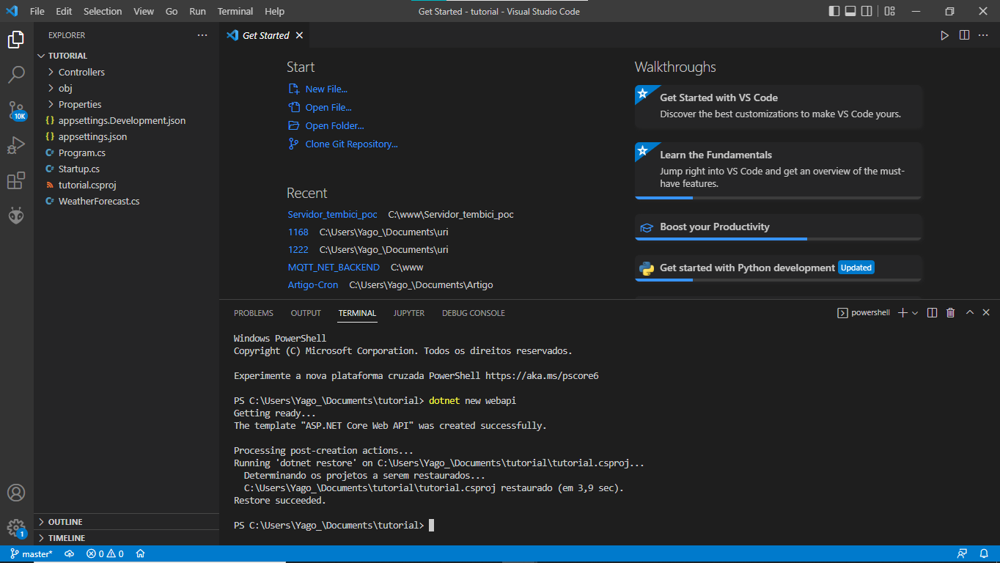 File Edit Selection View Go Run Terminal Help
Get Started - tutorial - Visual Studio Code
EXPLORER
TUTORIAL
Controllers
obj
Properties
{} appsettings.Development.json
{} appsettings.json
C# Program.cs
C# Startup.cs
tutorial.csproj
C# WeatherForecast.cs
10K
OUTLINE
TIMELINE
1
Get Started
Start
New File...
Open File...
Open Folder...
Clone Git Repository...
Recent
Servidor_tembici_poc C:\www\Servidor_tembici_poc
1168 C:\Users\Yago_\Documents\uri
1222 C:\Users\Yago_\Documents\uri
MQTT_NET_BACKEND C:\www
Artigo-Cron C:\Users\Yago_\Documents\Artigo
Walkthroughs
Get Started with VS Code
Discover the best customizations to make VS Code yours.
Learn the Fundamentals
Jump right into VS Code and get an overview of the must-
have features.
Boost your Productivity
Get started with Python development Updated
PROBLEMS OUTPUT TERMINAL JUPYTER DEBUG CONSOLE
powershell
Windows PowerShell
Copyright (C) Microsoft Corporation. Todos os direitos reservados.
Experimente a nova plataforma cruzada PowerShell https://aka.ms/pscore6
PS C:\Users\Yago_\Documents\tutorial> dotnet new webapi
Getting ready...
The template "ASP.NET Core Web API" was created successfully.
Processing post-creation actions...
Running 'dotnet restore' on C:\Users\Yago_\Documents\tutorial\tutorial.csproj...
Determinando os projetos a serem restaurados...
C:\Users\Yago_\Documents\tutorial\tutorial.csproj restaurado (em 3,9 sec).
Restore succeeded.
PS C:\Users\Yago_\Documents\tutorial>
master* 0 0